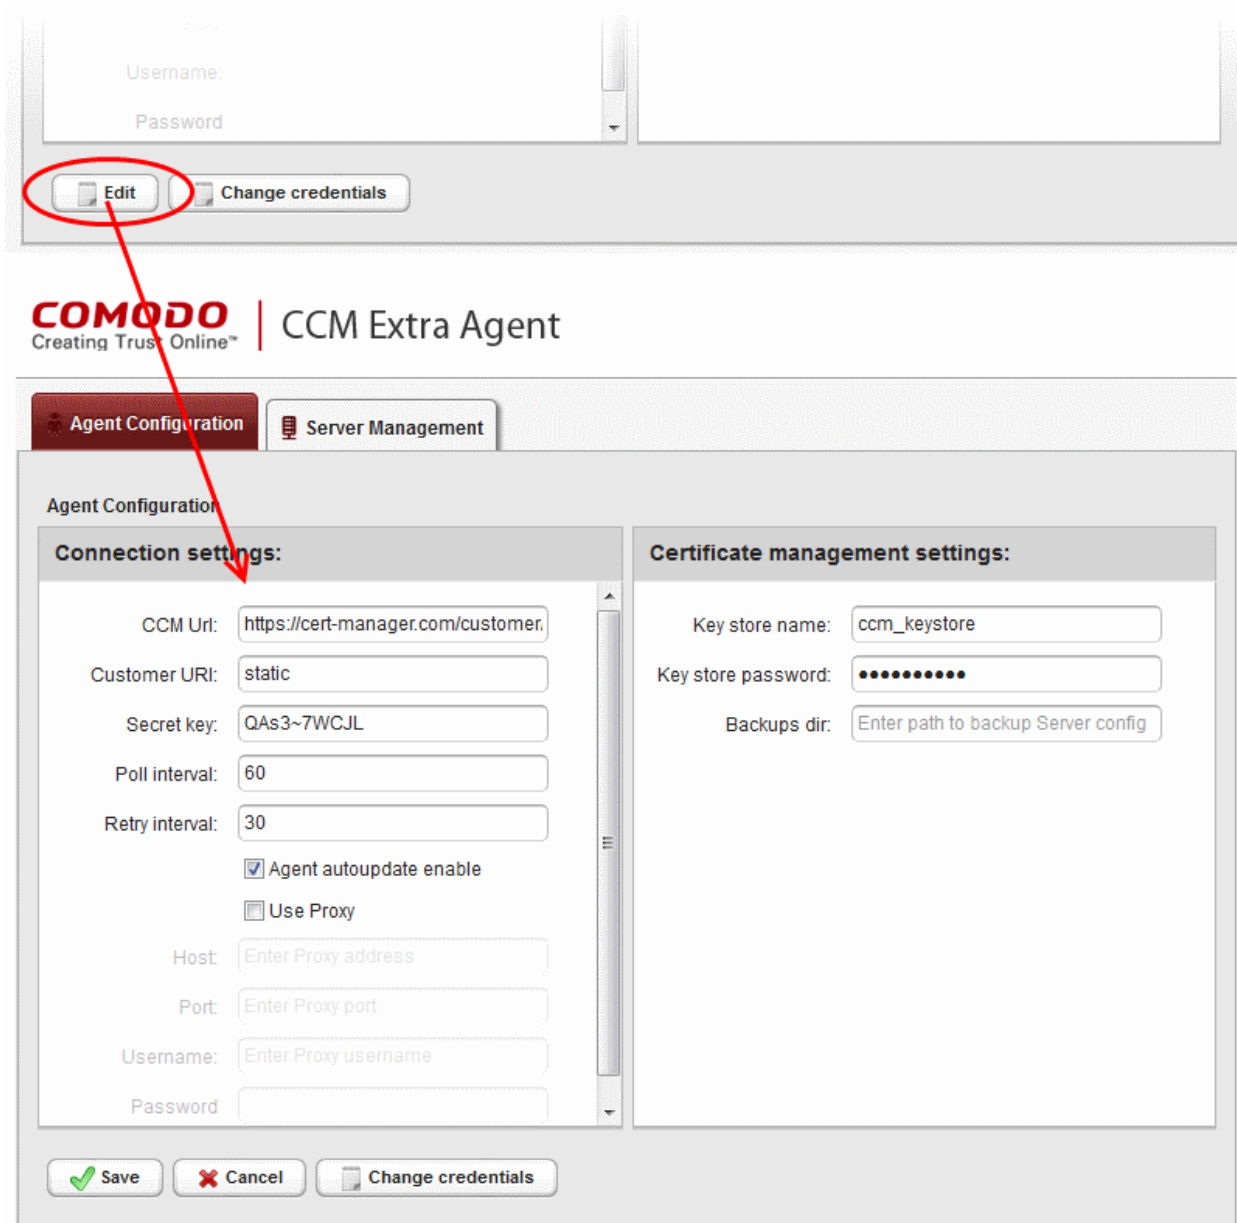 Username:
Password
Edit
Change credentials
COMODO
Creating Trust Online™
CCM Extra Agent
Agent Configuration
Server Management
Agent Configuration
Connection settings:
Certificate management settings:
CCM Url:
https://cert-manager.com/customer/
Key store name:
ccm_keystore
Customer URI:
static
Key store password:
••••••••••
Secret key:
QAs3~7WCJL
Backups dir:
Enter path to backup Server config
Poll interval:
60
Retry interval:
30
Agent autoupdate enable
Use Proxy
Host:
Enter Proxy address
Port:
Enter Proxy port
Username:
Enter Proxy username
Password
Save
Cancel
Change credentials